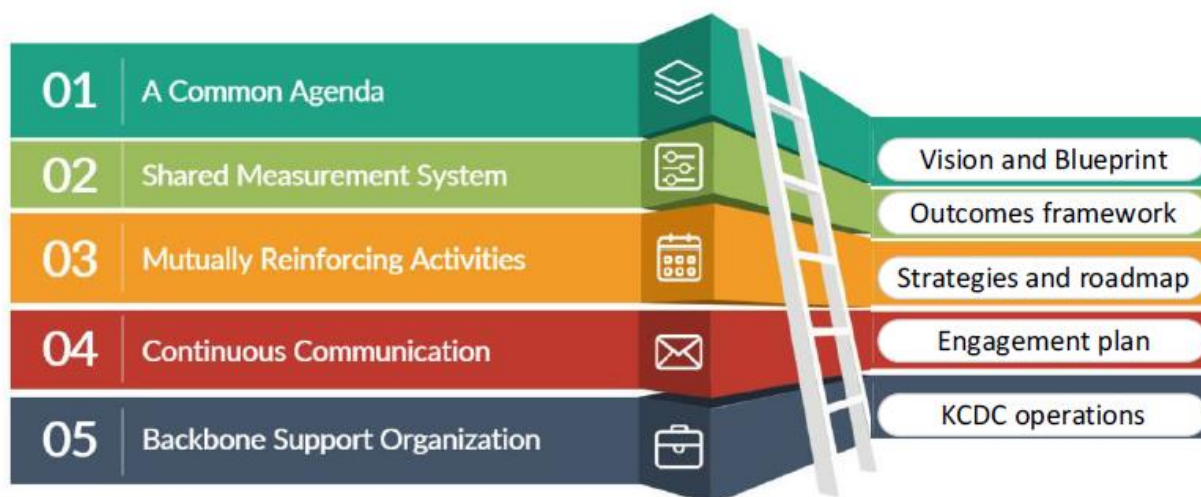 01 A Common Agenda
Vision and Blueprint
02 Shared Measurement System
Outcomes framework
03 Mutually Reinforcing Activities
Strategies and roadmap
04 Continuous Communication
Engagement plan
05 Backbone Support Organization
KCDC operations